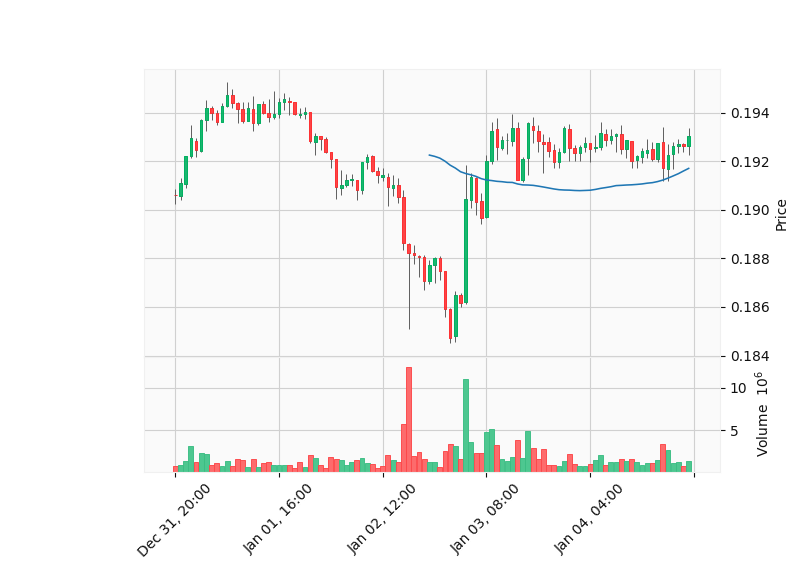 0.194
0.192
0.190
0.188
0.186
0.184
Price
10
5
Volume 10^6
Dec 31, 20:00
Jan 01, 16:00
Jan 02, 12:00
Jan 03, 08:00
Jan 04, 04:00